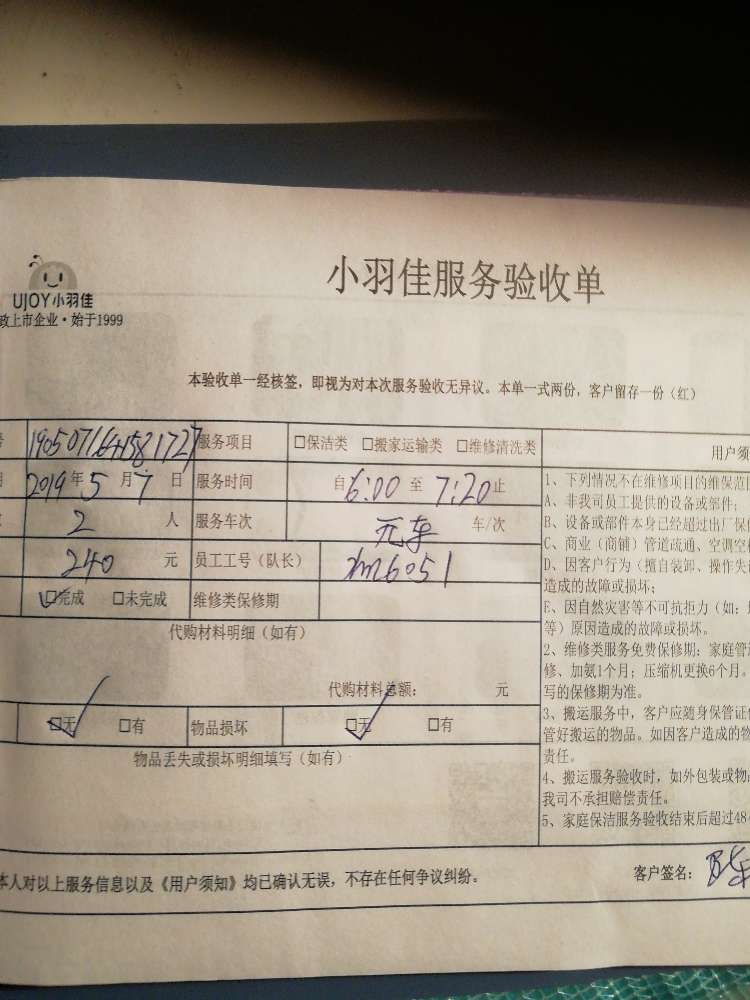 小羽佳服务验收单
UJOY小羽佳
政上市企业·始于1999
本验收单一经核签，即视为对本次服务验收无异议。本单一式两份，客户留存一份（红）
服务项目 □保洁类 □搬家运输类 □维修清洗类 用户须
2019年5月7日 服务时间 自6:00至7:20止
2 人 服务车次 无车 车/次
240 元 员工工号（队长） xm6051
☑完成 □未完成 维修类保修期
代购材料明细（如有）
代购材料总额： 元
☑无 □有 物品损坏 ☑无 □有
物品丢失或损坏明细填写（如有）
1、下列情况不在维修项目的维保范
A、非我司员工提供的设备或部件；
B、设备或部件本身已经超过出厂保
C、商业（商铺）管道疏通、空调空
D、因客户行为（擅自装卸、操作失
造成的故障或损坏；
E、因自然灾害等不可抗拒力（如：
等）原因造成的故障或损坏。
2、维修类服务免费保修期：家庭管
修、加氨1个月；压缩机更换6个月。
写的保修期为准。
3、搬运服务中，客户应随身保管证
管好搬运的物品。如因客户造成的物
责任。
4、搬运服务验收时，如外包装或物
我司不承担赔偿责任。
5、家庭保洁服务验收结束后超过48
本人对以上服务信息以及《用户须知》均已确认无误，不存在任何争议纠纷。 客户签名：